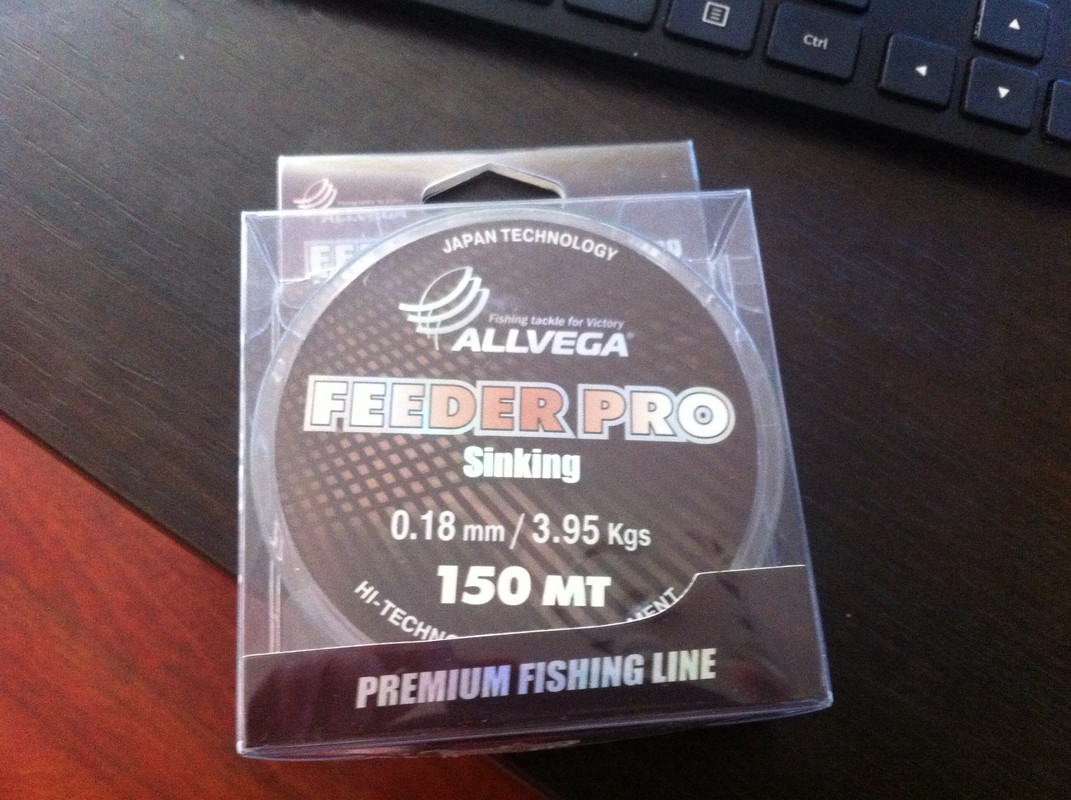 Ctrl
ALLVEGA
JAPAN TECHNOLOGY
Fishing tackle for Victory
ALLVEGA
FEEDER PRO
Sinking
0.18 mm / 3.95 Kgs
150 MT
PREMIUM FISHING LINE